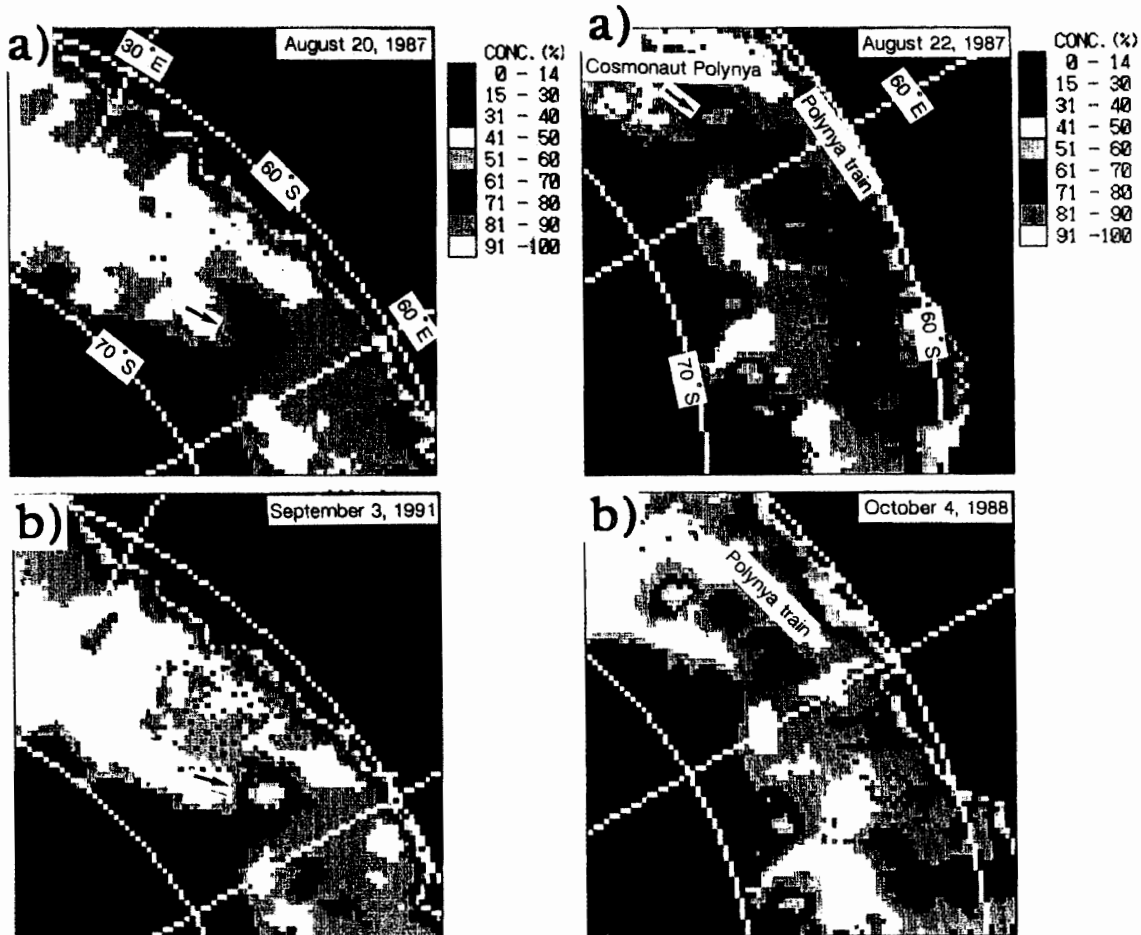 a)
August 20, 1987
30°E
60°S
60°E
70°S
CONC. (%)
0 - 14
15 - 30
31 - 40
41 - 50
51 - 60
61 - 70
71 - 80
81 - 90
91 -100
a)
August 22, 1987
Cosmonaut Polynya
Polynya train
60°E
60°S
70°S
CONC. (%)
0 - 14
15 - 30
31 - 40
41 - 50
51 - 60
61 - 70
71 - 80
81 - 90
91 -100
b)
September 3, 1991
b)
October 4, 1988
Polynya train